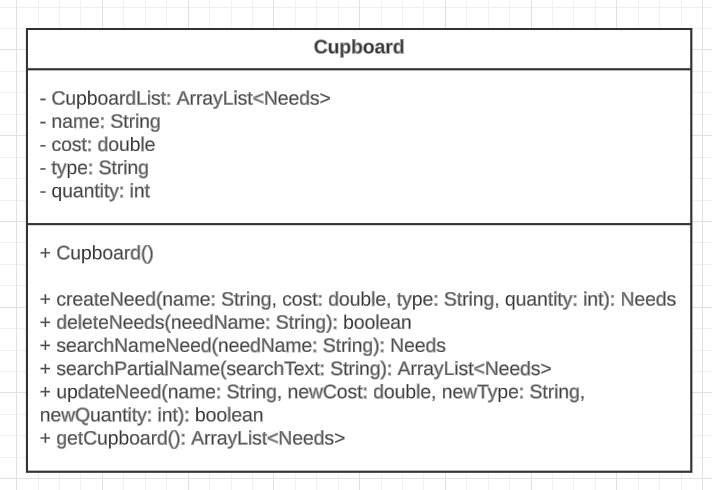 Cupboard
- CupboardList: ArrayList<Needs>
- name: String
- cost: double
- type: String
- quantity: int
+ Cupboard()
+ createNeed(name: String, cost: double, type: String, quantity: int): Needs
+ deleteNeeds(needName: String): boolean
+ searchNameNeed(needName: String): Needs
+ searchPartialName(searchText: String): ArrayList<Needs>
+ updateNeed(name: String, newCost: double, newType: String,
newQuantity: int): boolean
+ getCupboard(): ArrayList<Needs>